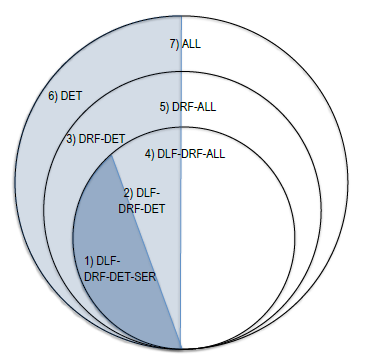 7) ALL
6) DET
5) DRF-ALL
3) DRF-DET
4) DLF-DRF-ALL
2) DLF-
DRF-DET
1) DLF-
DRF-DET-SER